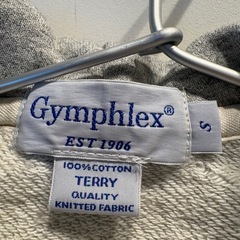 Gymphlex®
EST 1906
S
100% COTTON
TERRY
QUALITY
KNITTED FABRIC